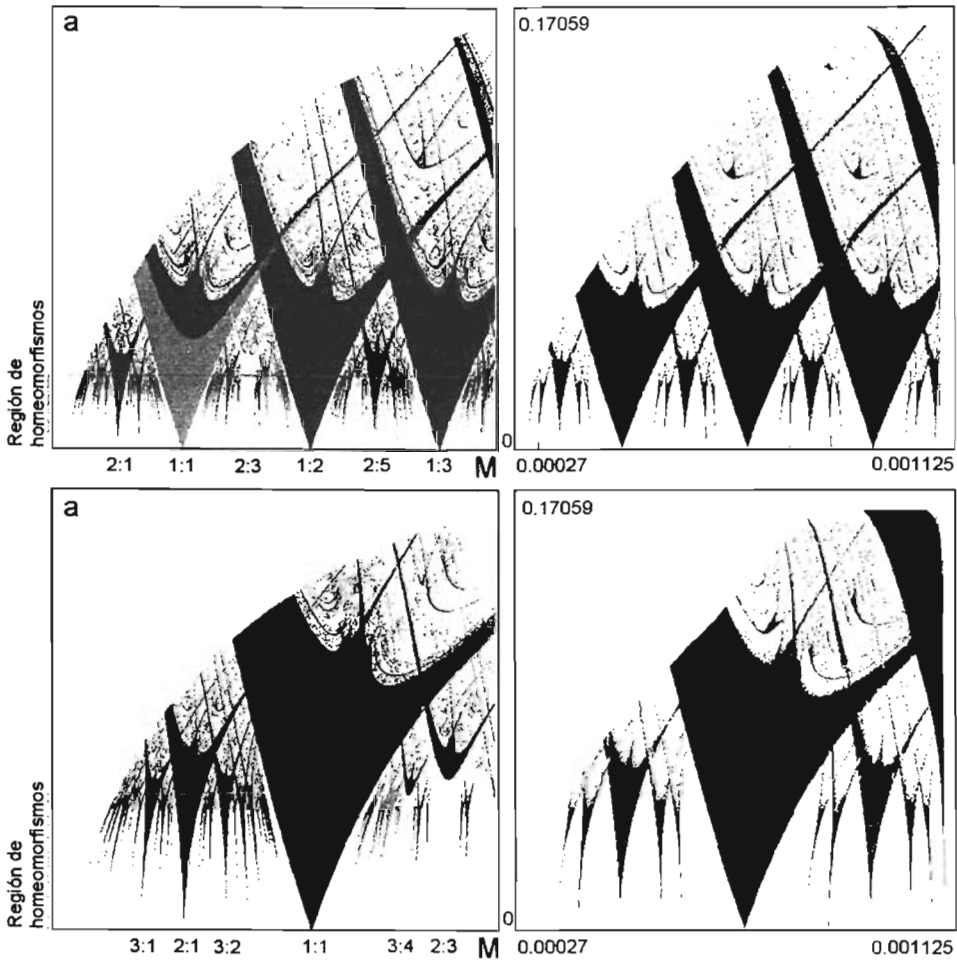 a
0.17059
Región de
homeomorfismos
0
2:1 1:1 2:3 1:2 2:5 1:3 M
0.00027 0.001125
a
0.17059
Región de
homeomorfismos
0
3:1 2:1 3:2 1:1 3:4 2:3 M
0.00027 0.001125